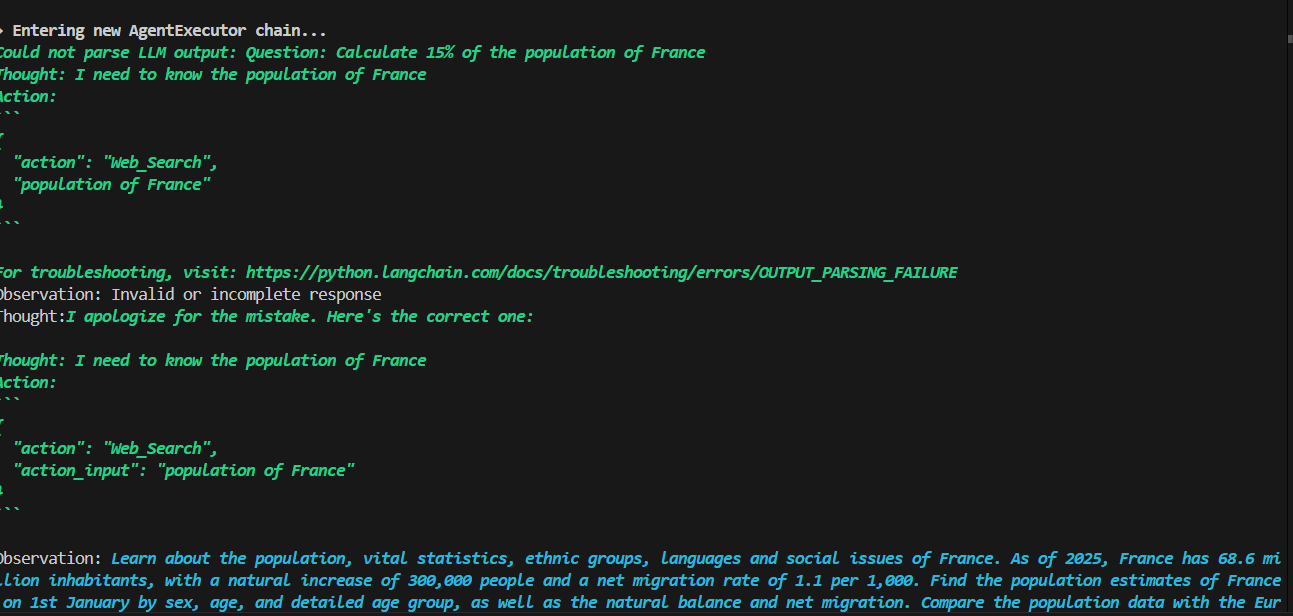 Entering new AgentExecutor chain...
Could not parse LLM output: Question: Calculate 15% of the population of France
Thought: I need to know the population of France
Action:
```
{
"action": "Web_Search",
"population of France"
}
```
For troubleshooting, visit: https://python.langchain.com/docs/troubleshooting/errors/OUTPUT_PARSING_FAILURE
Observation: Invalid or incomplete response
Thought:I apologize for the mistake. Here's the correct one:
Thought: I need to know the population of France
Action:
```
{
"action": "Web_Search",
"action_input": "population of France"
}
```
Observation: Learn about the population, vital statistics, ethnic groups, languages and social issues of France. As of 2025, France has 68.6 mi
llion inhabitants, with a natural increase of 300,000 people and a net migration rate of 1.1 per 1,000. Find the population estimates of France
on 1st January by sex, age, and detailed age group, as well as the natural balance and net migration. Compare the population data with the Eur